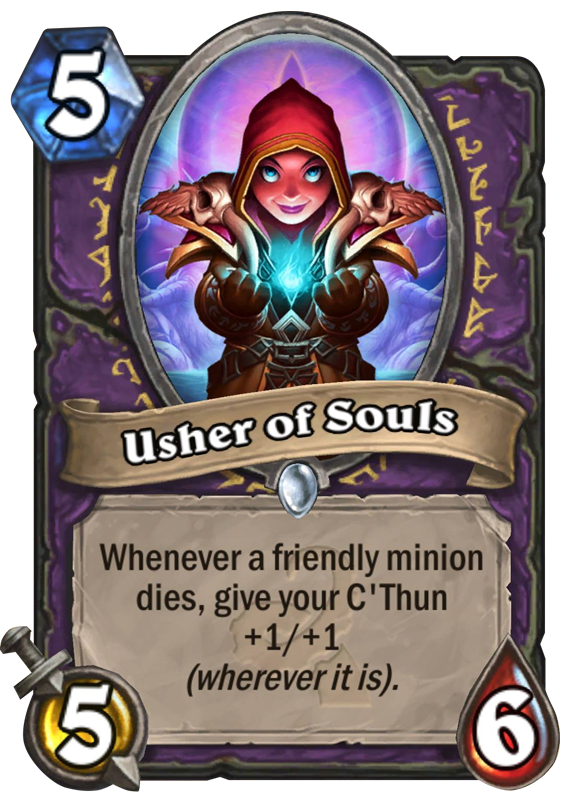 5
Usher of Souls
Whenever a friendly minion
dies, give your C'Thun
+1/+1
(wherever it is).
5
6